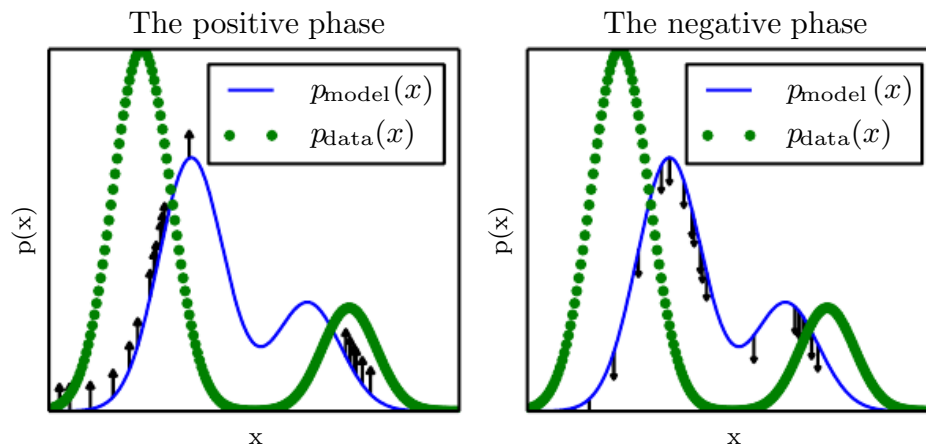 The positive phase
p_model(x)
p_data(x)
p(x)
x
The negative phase
p_model(x)
p_data(x)
p(x)
x